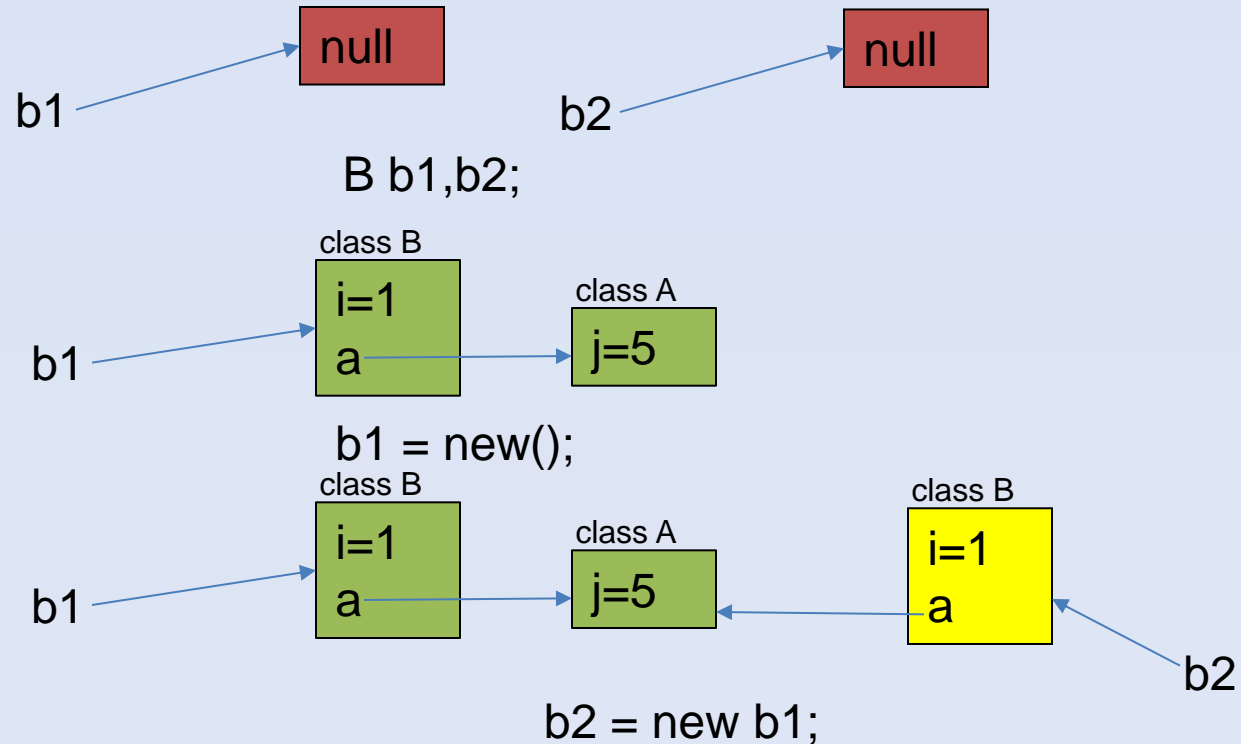 null
null
b1
b2
B b1,b2;
class B
i=1
class A
b1
a
j=5
b1 = new();
class B
class B
i=1
class A
i=1
b1
a
j=5
a
b2
b2 = new b1;